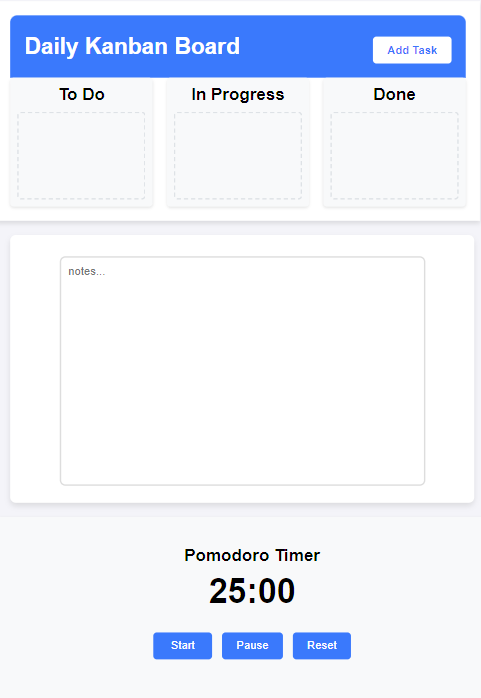 Daily Kanban Board
Add Task
To Do
In Progress
Done
notes...
Pomodoro Timer
25:00
Start
Pause
Reset